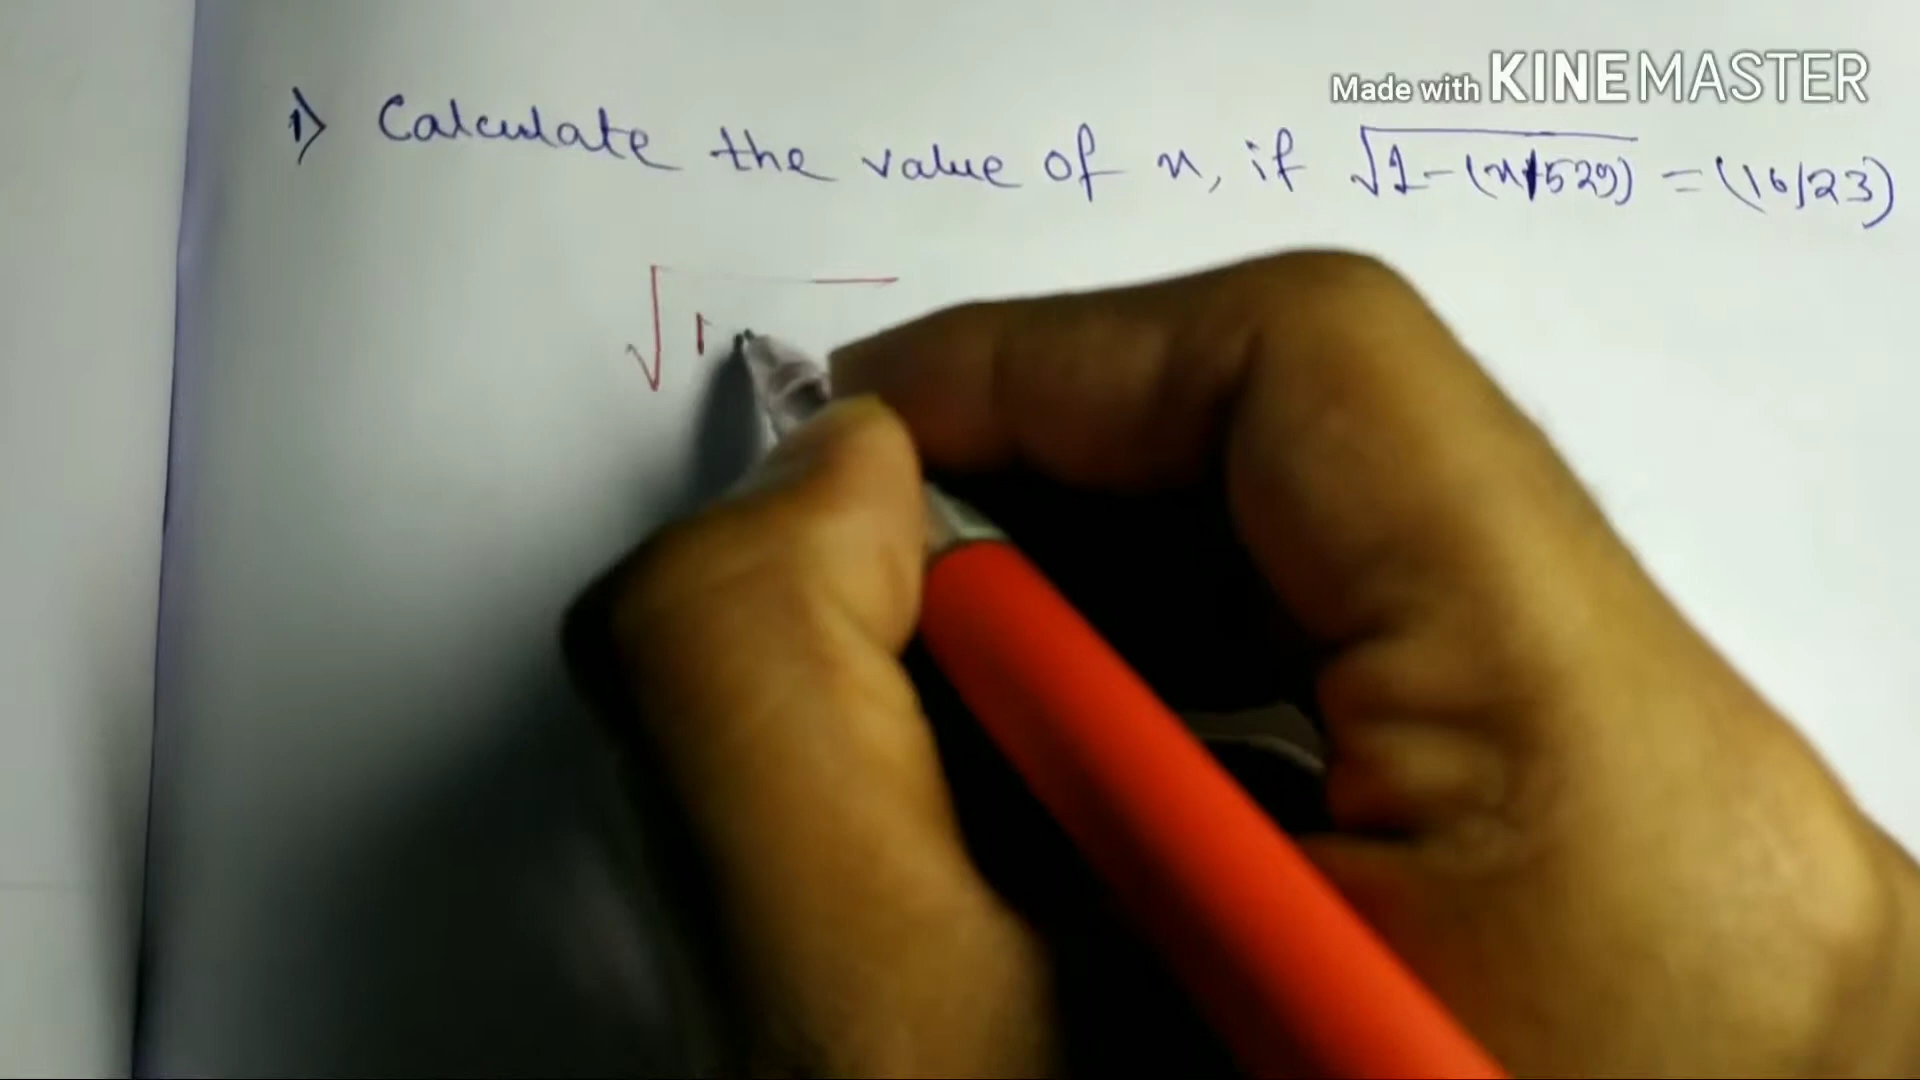 Made with KINEMASTER
1) Calculate the value of x, if √1-(x/529) = (16/23)
√1